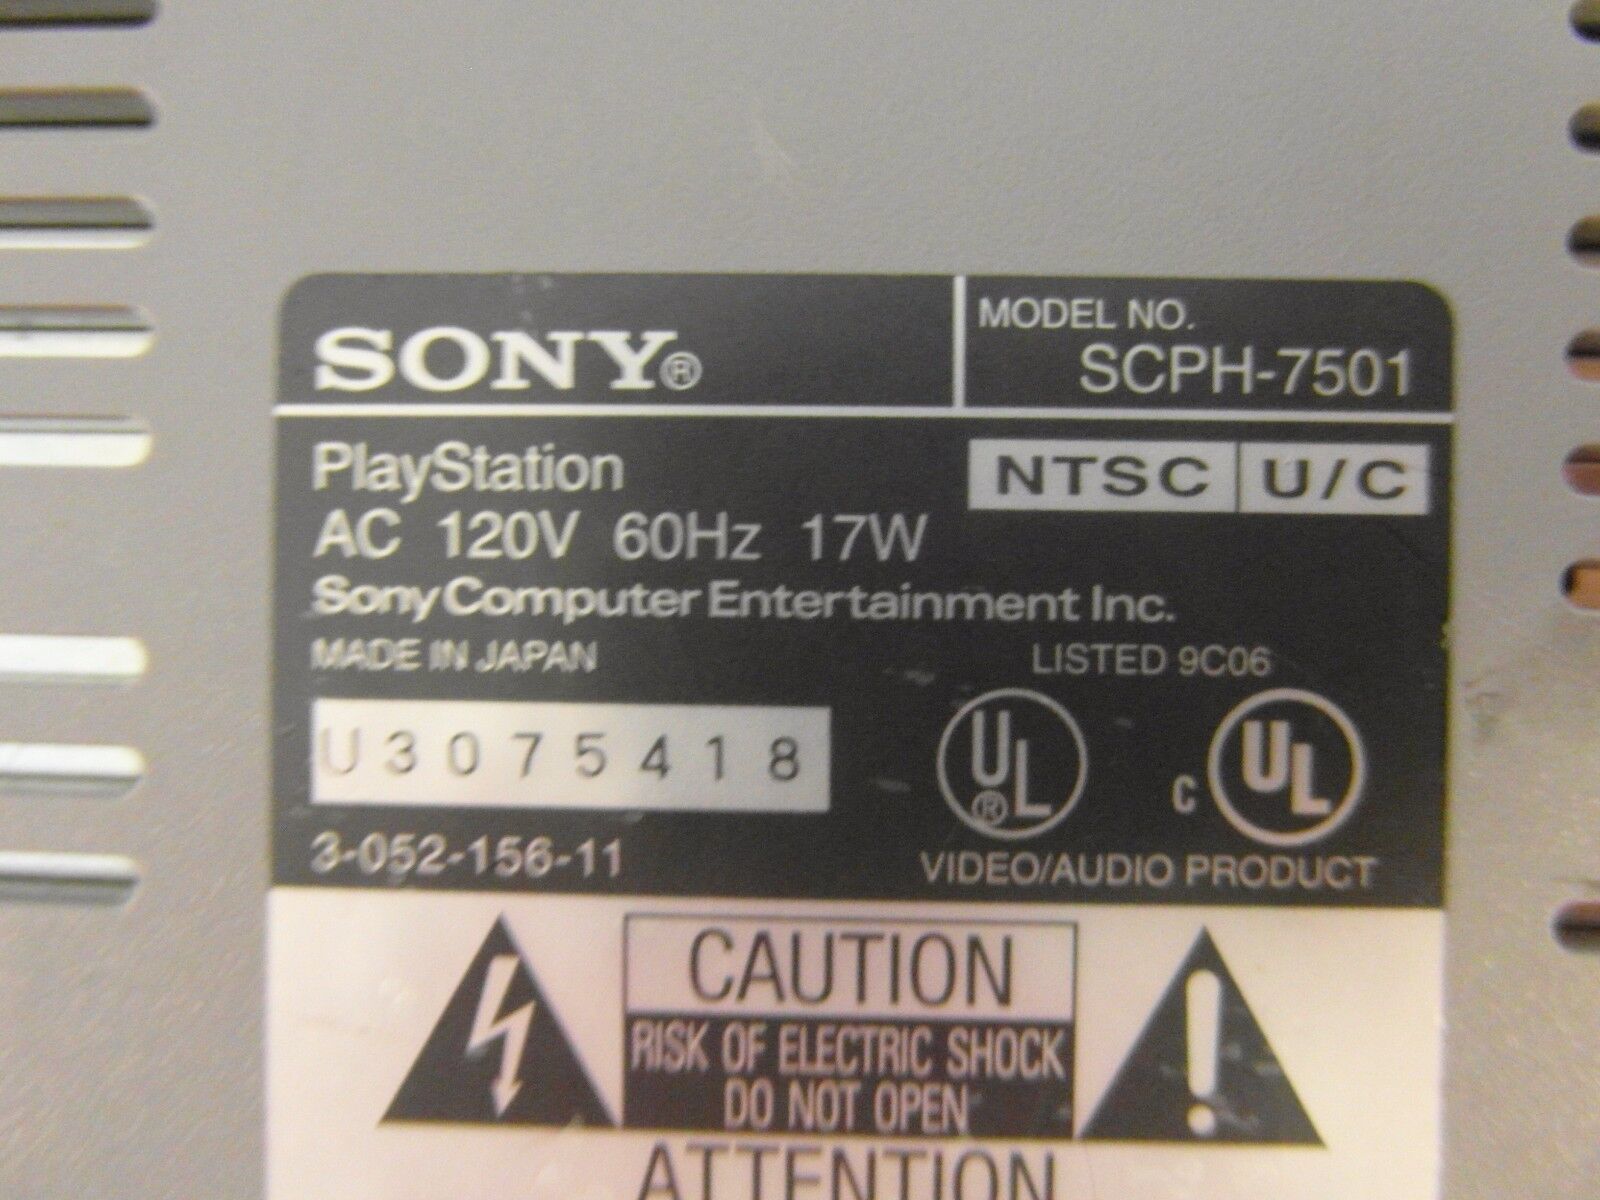 SONY®
MODEL NO.
SCPH-7501
PlayStation
NTSC U/C
AC 120V 60Hz 17W
Sony Computer Entertainment Inc.
MADE IN JAPAN
LISTED 9C06
U3075418
UL®
C UL
3-052-156-11
VIDEO/AUDIO PRODUCT
CAUTION
RISK OF ELECTRIC SHOCK
DO NOT OPEN
ATTENTION